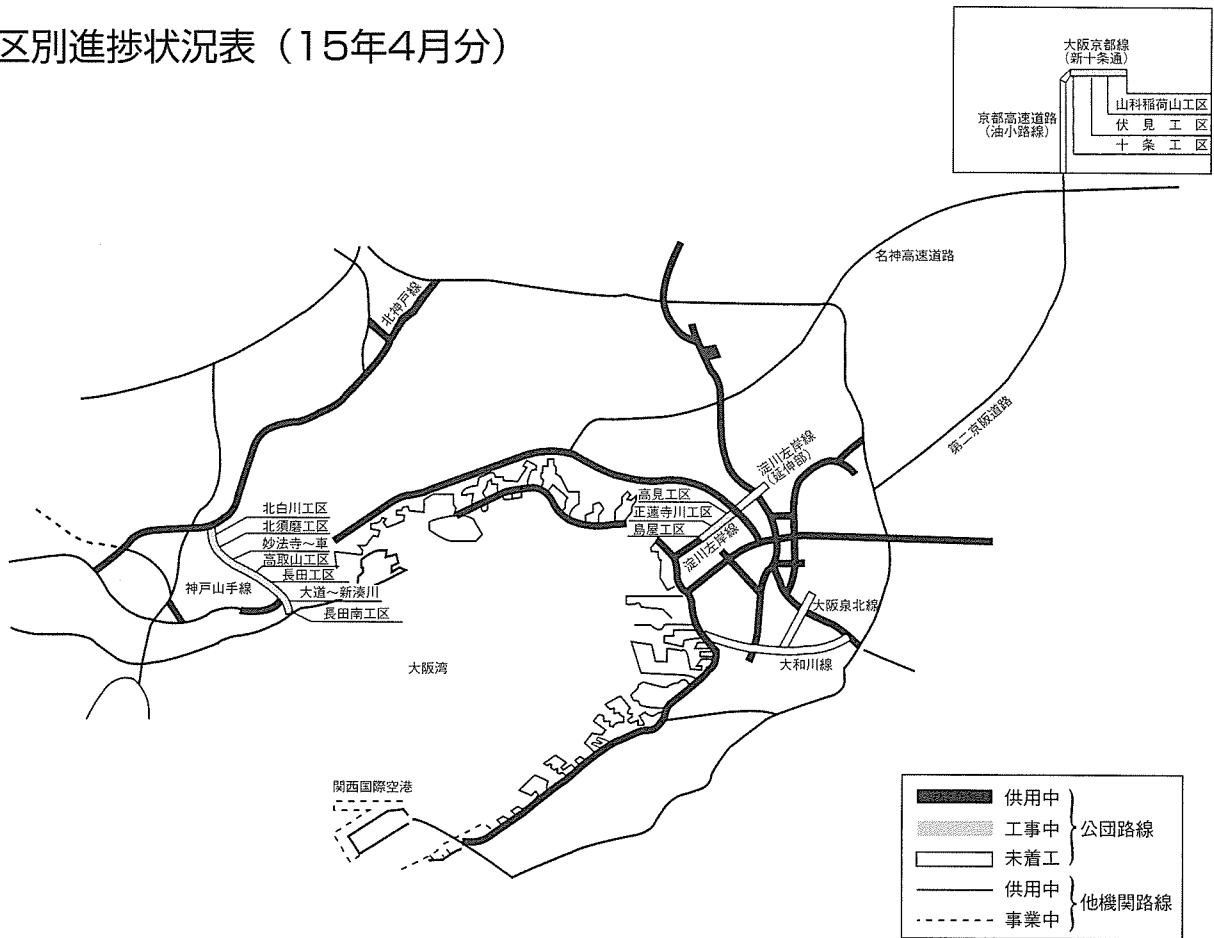 区別進捗状況表（15年4月分）
大阪京都線
（新十条通）
京都高速道路
（油小路線）
山科稲荷山工区
伏見工区
十条工区
名神高速道路
北神戸線
第二京阪道路
淀川左岸線
（延伸部）
高見工区
正蓮寺川工区
島屋工区
淀川左岸線
北白川工区
北須磨工区
妙法寺～車
高取山工区
長田工区
神戸山手線
大道～新湊川
長田南工区
大阪泉北線
大和川線
大阪湾
関西国際空港
供用中
工事中
公団路線
未着工
供用中
他機関路線
事業中